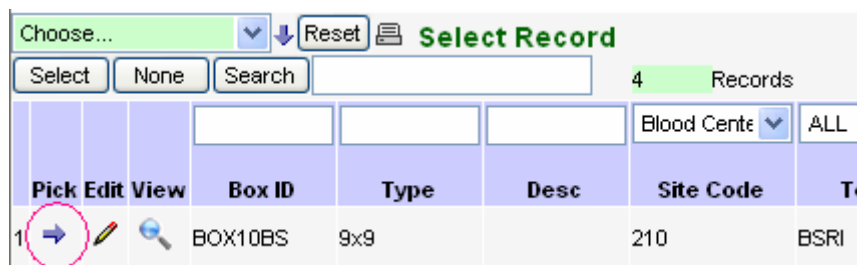 Choose... Reset Select Record
Select None Search 4 Records
Blood Cente ALL
Pick Edit View Box ID Type Desc Site Code
1 BOX10BS 9x9 210 BSRI